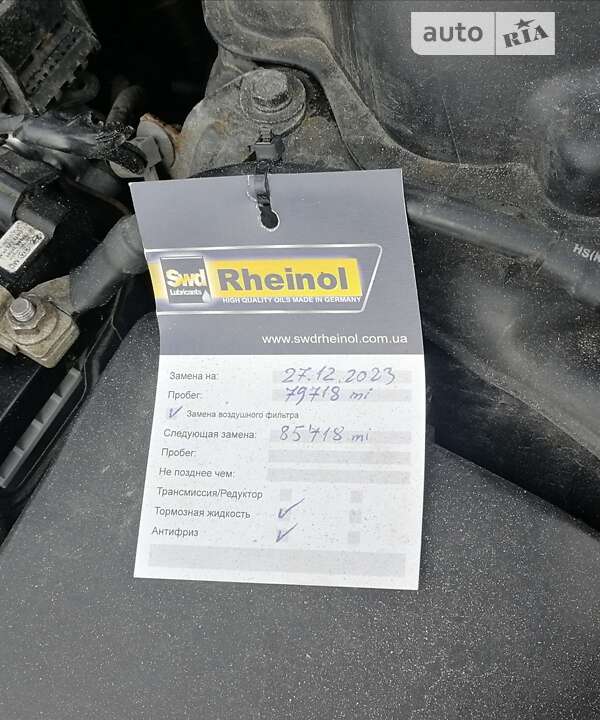 auto RIA
HS(N
Swd
Lubricants
Rheinol
HIGH QUALITY OILS MADE IN GERMANY
www.swdrheinol.com.ua
Замена на: 27.12.2023
Пробег: 79718 mi
✓ Замена воздушного фильтра
Следующая замена: 85718 mi
Пробег:
Не позднее чем:
Трансмиссия/Редуктор
Тормозная жидкость ✓
Антифриз ✓